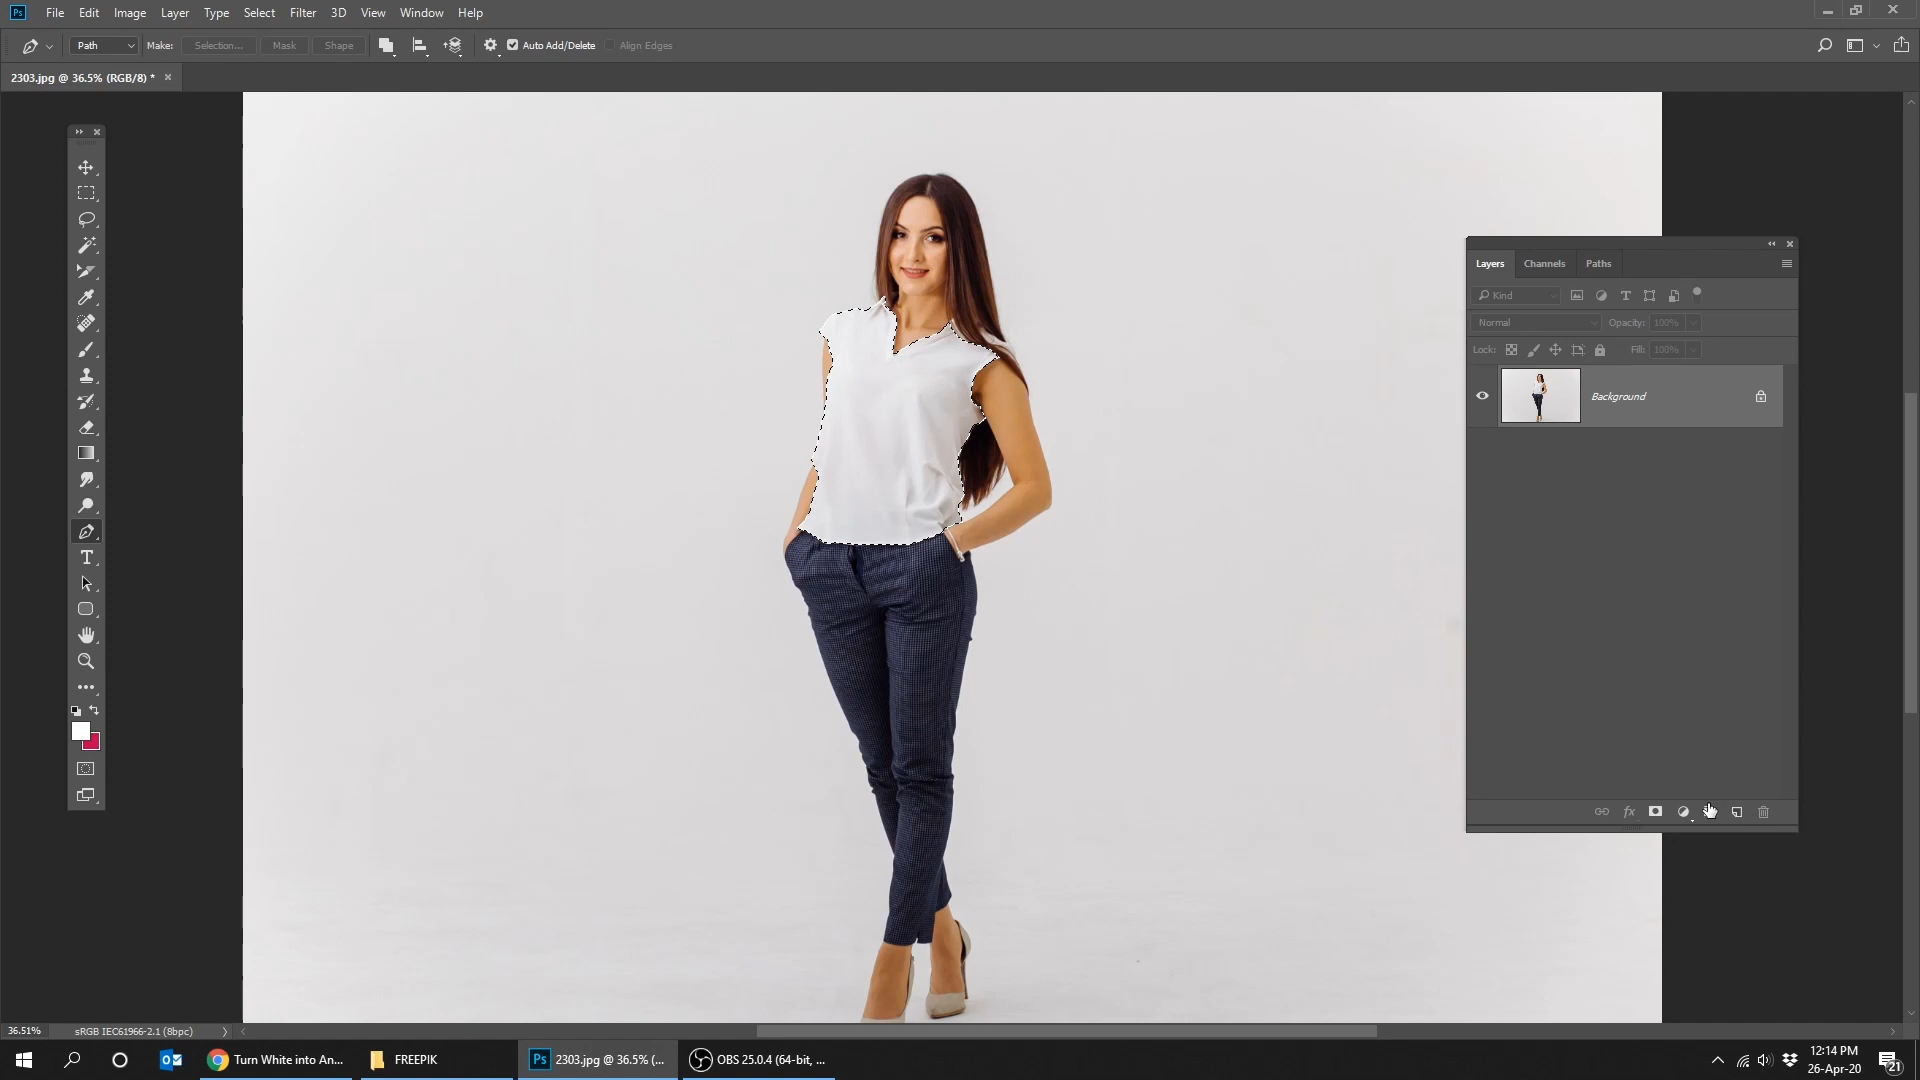 Ps File Edit Image Layer Type Select Filter 3D View Window Help
Path Make: Selection... Mask Shape Auto Add/Delete Align Edges
2303.jpg @ 36.5% (RGB/8) *
Layers Channels Paths
Kind T
Normal Opacity: 100%
Lock: Fill: 100%
Background
T
fx
36.51% sRGB IEC61966-2.1 (8bpc)
Turn White into An... FREEPIK Ps 2303.jpg @ 36.5% (... OBS 25.0.4 (64-bit, ...
12:14 PM
26-Apr-20
21